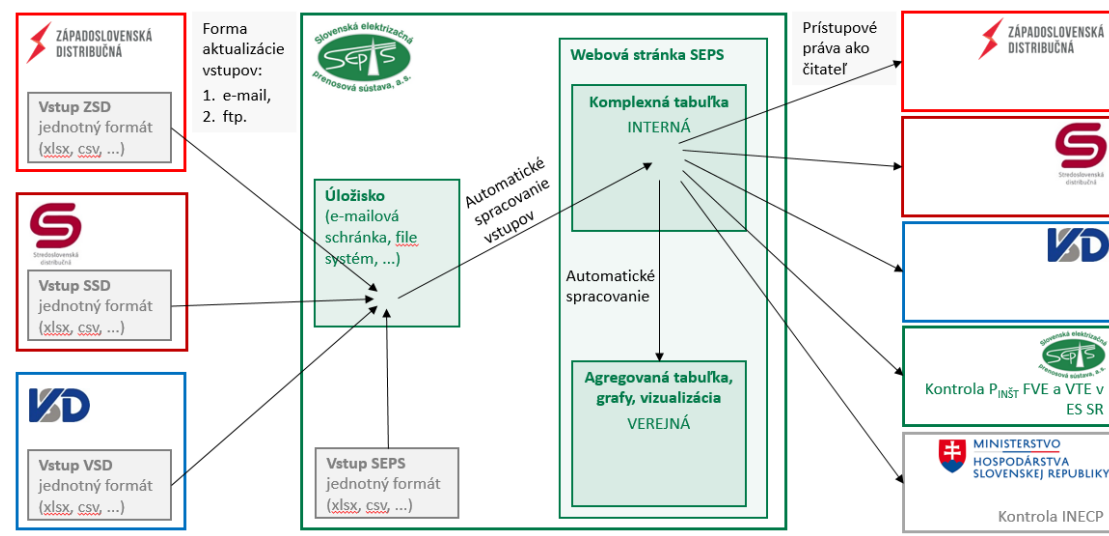 ZÁPADOSLOVENSKÁ
DISTRIBUČNÁ
Vstup ZSD
jednotný formát
(xlsx, csv, ...)
Stredoslovenská
distribučná
Vstup SSD
jednotný formát
(xlsx, csv, ...)
VSD
Vstup VSD
jednotný formát
(xlsx, csv, ...)
Forma
aktualizácie
vstupov:
1. e-mail,
2. ftp.
Slovenská elektrizačná
SEPS
prenosová sústava, a.s.
Úložisko
(e-mailová
schránka, file
systém, ...)
Vstup SEPS
jednotný formát
(xlsx, csv, ...)
Automatické
spracovanie
vstupov
Webová stránka SEPS
Komplexná tabuľka
INTERNÁ
Automatické
spracovanie
Agregovaná tabuľka,
grafy, vizualizácia
VEREJNÁ
Prístupové
práva ako
čitateľ
ZÁPADOSLOVENSKÁ
DISTRIBUČNÁ
Stredoslovenská
distribučná
VSD
Slovenská elektrizačná
SEPS
prenosová sústava, a.s.
Kontrola PINŠT FVE a VTE v
ES SR
MINISTERSTVO
HOSPODÁRSTVA
SLOVENSKEJ REPUBLIKY
Kontrola INECP